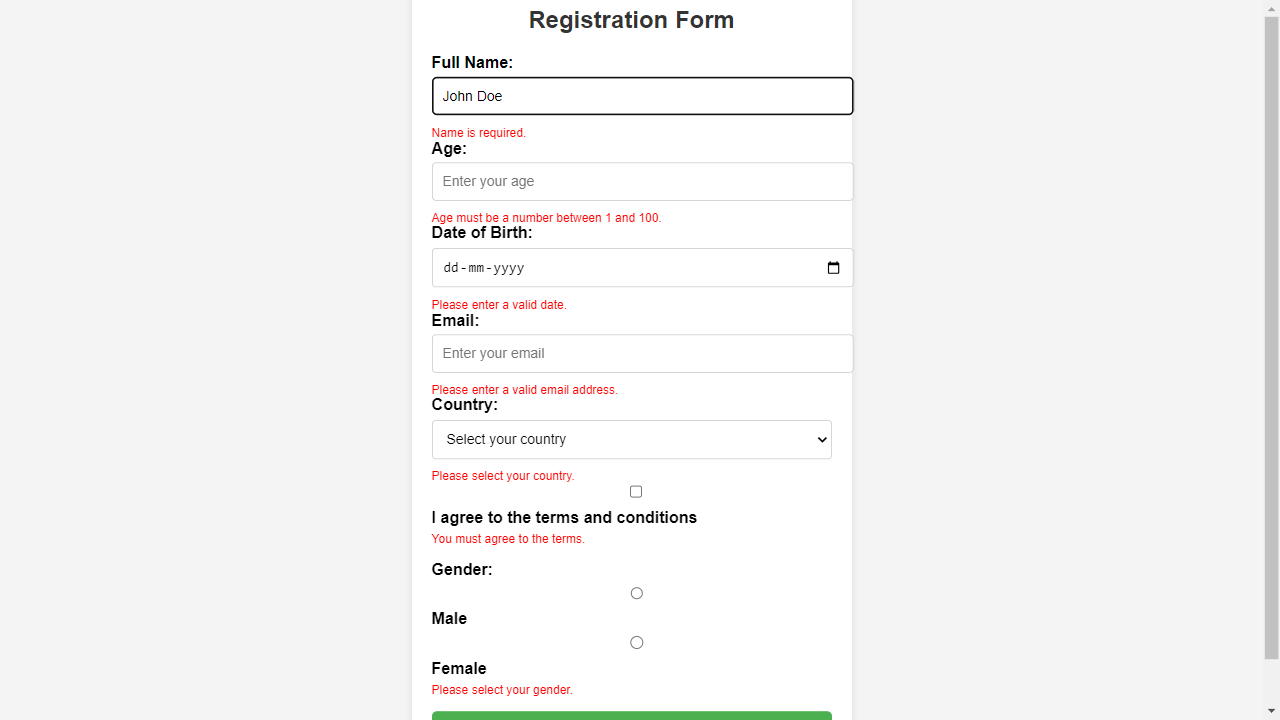 Registration Form
Full Name:
John Doe
Name is required.
Age:
Enter your age
Age must be a number between 1 and 100.
Date of Birth:
dd-mm-yyyy
Please enter a valid date.
Email:
Enter your email
Please enter a valid email address.
Country:
Select your country
Please select your country.
I agree to the terms and conditions
You must agree to the terms.
Gender:
Male
Female
Please select your gender.